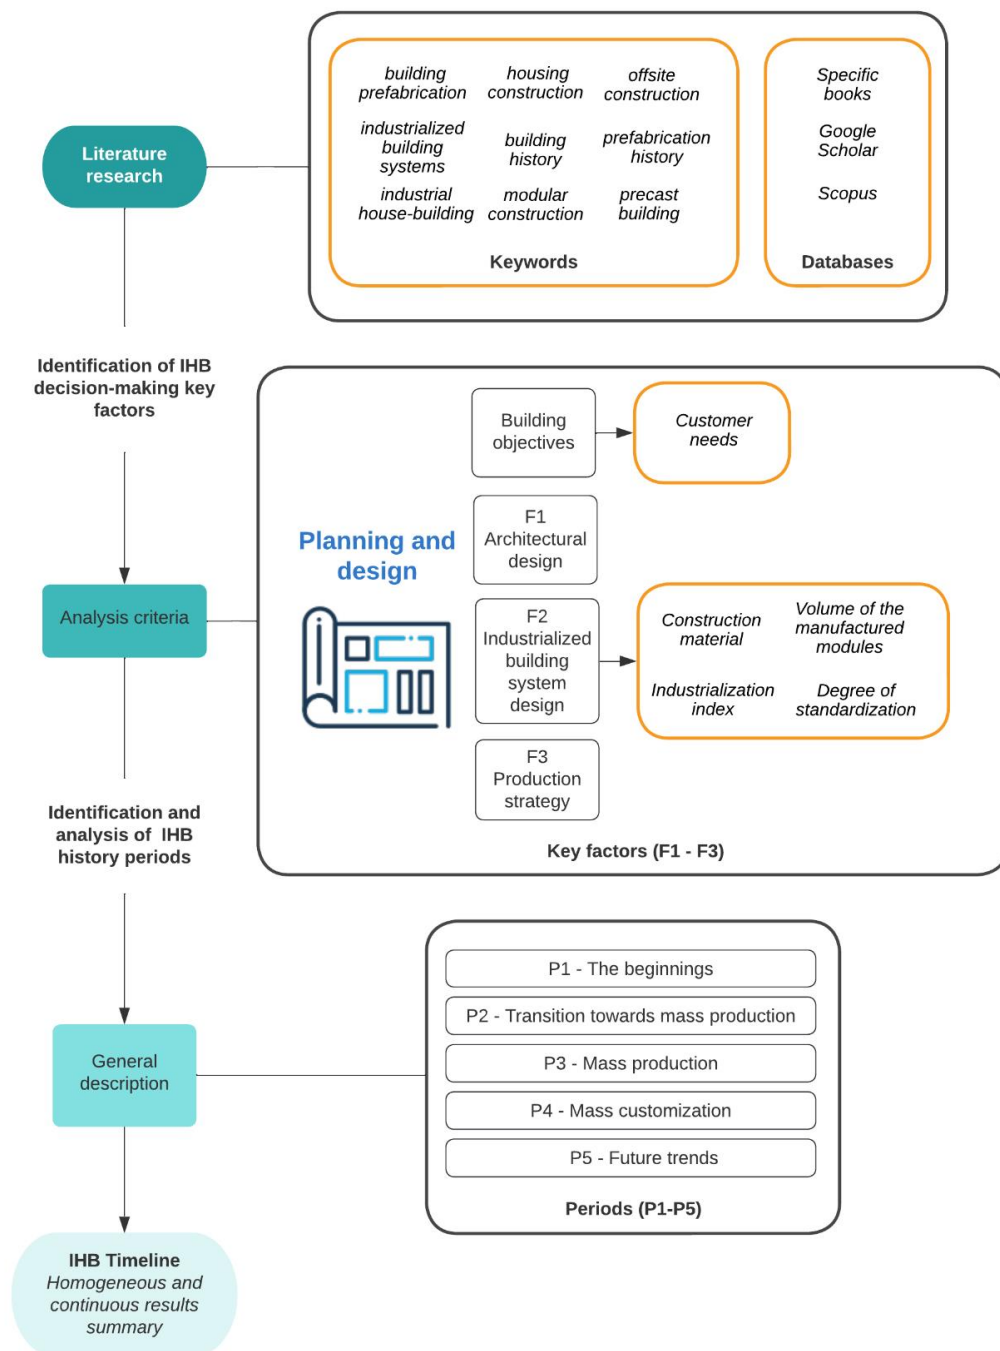 building
prefabrication
housing
construction
offsite
construction
industrialized
building
systems
building
history
prefabrication
history
industrial
house-building
modular
construction
precast
building
Keywords
Specific
books
Google
Scholar
Scopus
Databases
Literature
research
Identification of IHB
decision-making key
factors
Building
objectives
Customer
needs
Planning and
design
F1
Architectural
design
Analysis criteria
F2
Industrialized
building
system
design
Construction
material
Volume of the
manufactured
modules
Industrialization
index
Degree of
standardization
F3
Production
strategy
Key factors (F1 - F3)
Identification and
analysis of  IHB
history periods
P1 - The beginnings
P2 - Transition towards mass production
P3 - Mass production
P4 - Mass customization
P5 - Future trends
Periods (P1-P5)
General
description
IHB Timeline
Homogeneous and
continuous results
summary